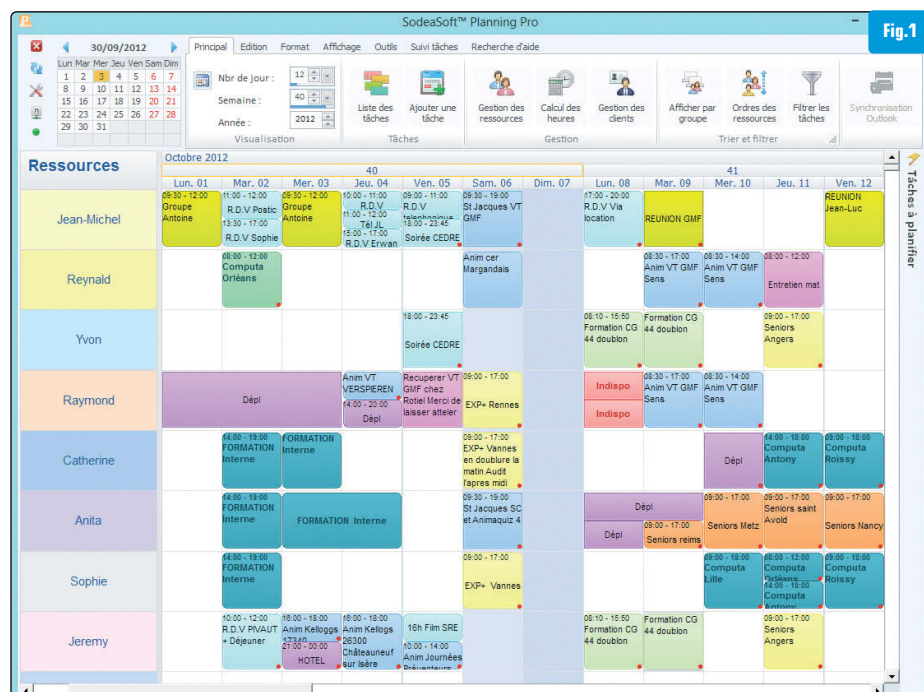 SodeaSoft™ Planning Pro
Fig.1
30/09/2012
Lun Mar Mer Jeu Ven Sam Dim
1 2 3 4 5 6 7
8 9 10 11 12 13 14
15 16 17 18 19 20 21
22 23 24 25 26 27 28
29 30 31
Principal Edition Format Affichage Outils Suivi tâches Recherche d'aide
Nbr de jour : 12
Semaine : 40
Année : 2012
Visualisation
Liste des tâches
Ajouter une tâche
Tâches
Gestion des ressources
Calcul des heures
Gestion des clients
Gestion
Afficher par groupe
Ordres des ressources
Filtrer les tâches
Trier et filtrer
Synchronisation Outlook
Tâches à planifier
Ressources
Octobre 2012
40 41
Lun. 01 Mar. 02 Mer. 03 Jeu. 04 Ven. 05 Sam. 06 Dim. 07 Lun. 08 Mar. 09 Mer. 10 Jeu. 11 Ven. 12
Jean-Michel
09:30 - 12:00
Groupe
Antoine
11:00 - 12:00
R.D.V Postic
13:30 - 17:00
R.D.V Sophie
09:30 - 12:00
Groupe
Antoine
10:00 - 11:00
R.D.V
11:00 - 12:00
Tél JL
15:00 - 17:00
R.D.V Erwan
09:00 - 11:00
R.D.V
telephonique
18:00 - 23:45
Soirée CEDRE
09:30 - 19:00
St Jacques VT
GMF
17:00 - 20:00
R.D.V Via
location
REUNION GMF
REUNION
Jean-Luc
Reynald
08:00 - 12:00
Computa
Orléans
Anim cer
Margandais
08:30 - 17:00
Anim VT GMF
Sens
08:30 - 14:00
Anim VT GMF
Sens
08:00 - 12:00
Entretien mat
Yvon
18:00 - 23:45
Soirée CEDRE
08:10 - 15:50
Formation CG
44 doublon
Formation CG
44 doublon
09:00 - 17:00
Seniors
Angers
Raymond
Dépl
Anim VT
VERSPIEREN
14:00 - 20:00
Dépl
Recuperer VT
GMF chez
Rotiel Merci de
laisser atteler
09:00 - 17:00
EXP+ Rennes
Indispo
Indispo
08:30 - 17:00
Anim VT GMF
Sens
08:30 - 14:00
Anim VT GMF
Sens
Catherine
14:00 - 19:00
FORMATION
Interne
FORMATION
Interne
09:00 - 17:00
EXP+ Vannes
en doublure la
matin Audit
l'apres midi
Dépl
14:00 - 18:00
Computa
Antony
09:00 - 18:00
Computa
Roissy
Anita
14:00 - 19:00
FORMATION
Interne
FORMATION Interne
09:30 - 19:00
St Jacques SC
et Animaquiz 4
Dépl
Dépl
09:00 - 17:00
Seniors reims
09:00 - 17:00
Seniors Metz
09:00 - 17:00
Seniors saint
Avold
09:00 - 17:00
Seniors Nancy
Sophie
14:00 - 19:00
FORMATION
Interne
09:00 - 17:00
EXP+ Vannes
09:00 - 18:00
Computa
Lille
08:00 - 12:00
Computa
Orléans
14:00 - 18:00
Computa
Antony
09:00 - 18:00
Computa
Roissy
Jeremy
10:00 - 12:00
R.D.V PIVAUT
+ Déjeuner
16:00 - 18:00
Anim Kelloggs
17340
21:00 - 00:00
HOTEL
16:00 - 18:00
Anim Kellogs
26300
Châteauneuf
sur Isère
16h Film SRE
10:00 - 14:00
Anim Journées
Préventeurs
08:10 - 15:50
Formation CG
44 doublon
Formation CG
44 doublon
09:00 - 17:00
Seniors
Angers